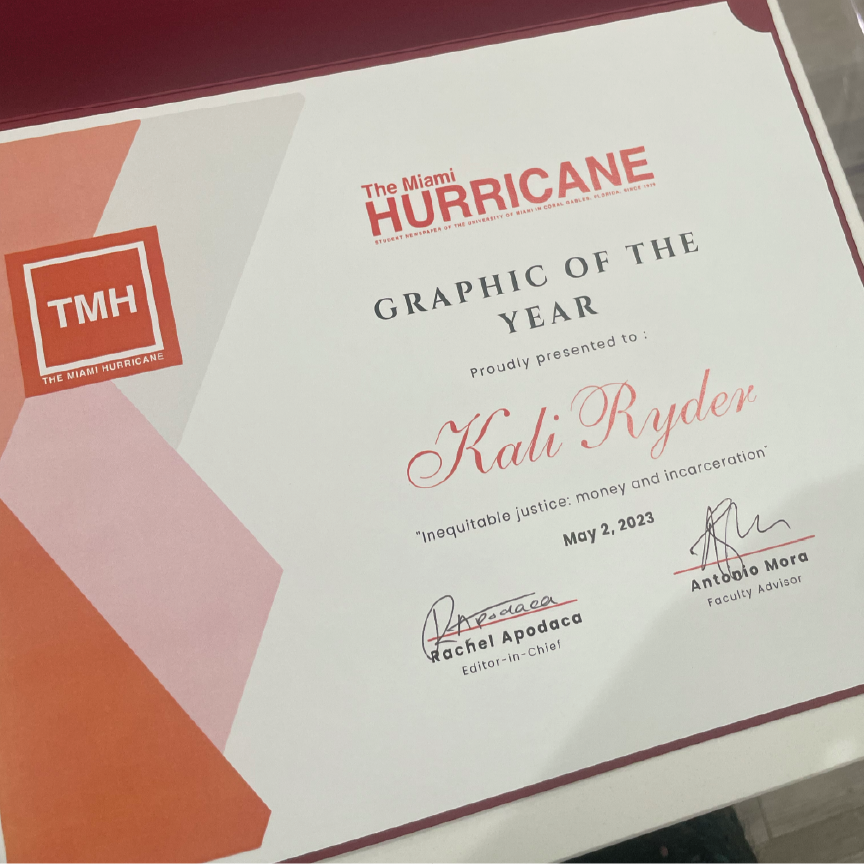 The Miami
HURRICANE
STUDENT NEWSPAPER OF THE UNIVERSITY OF MIAMI IN CORAL GABLES, FLORIDA, SINCE 1929
GRAPHIC OF THE
YEAR
Proudly presented to :
Kali Ryder
"Inequitable justice: money and incarceration"
May 2, 2023
RApodaca
Rachel Apodaca
Editor-in-Chief
Antonio Mora
Faculty Advisor
TMH
THE MIAMI HURRICANE